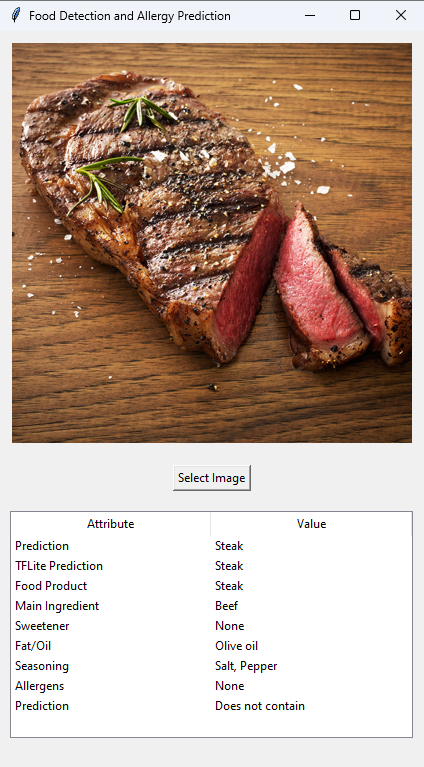 Food Detection and Allergy Prediction
Select Image
Attribute Value
Prediction Steak
TFLite Prediction Steak
Food Product Steak
Main Ingredient Beef
Sweetener None
Fat/Oil Olive oil
Seasoning Salt, Pepper
Allergens None
Prediction Does not contain